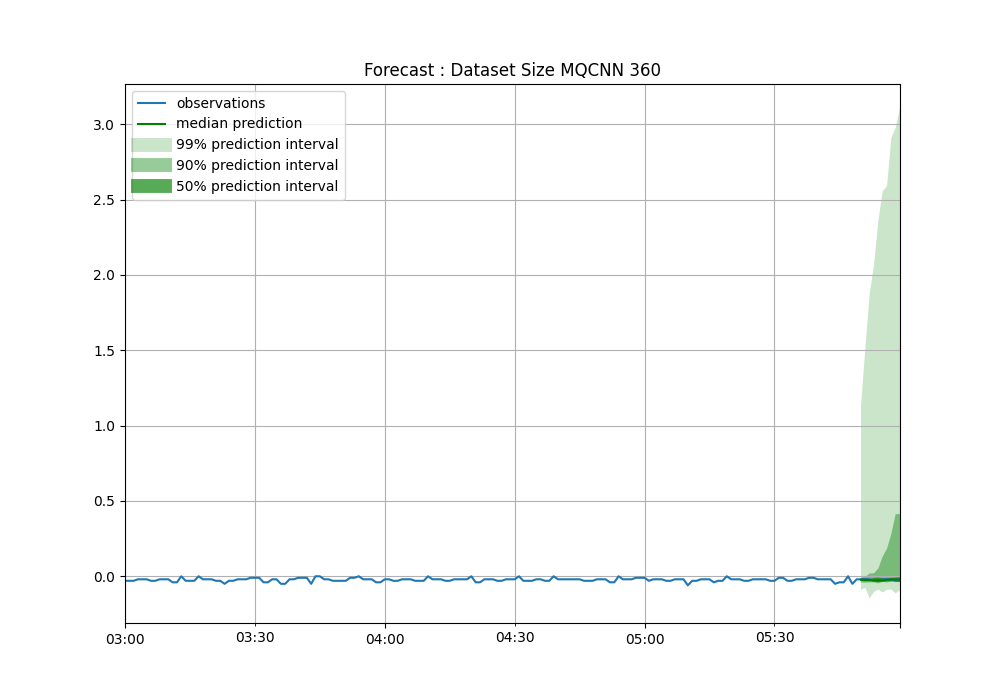 Forecast : Dataset Size MQCNN 360
observations
median prediction
99% prediction interval
90% prediction interval
50% prediction interval
3.0
2.5
2.0
1.5
1.0
0.5
0.0
03:00 03:30 04:00 04:30 05:00 05:30